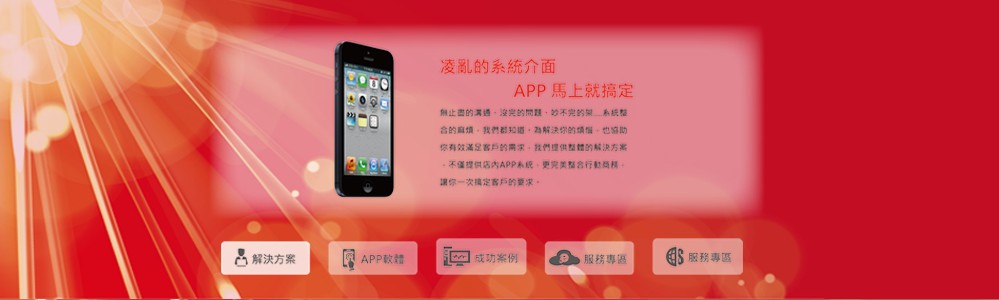 凌亂的系統介面
APP 馬上就搞定
無止盡的溝通、沒完的問題、吵不完的架...系統整
合的麻煩，我們都知道。為解決你的煩惱，也協助
你有效滿足客戶的需求，我們提供整體的解決方案
，不僅提供店內APP系統，更完美整合行動商務，
讓你一次搞定客戶的要求。
解決方案
APP軟體
成功案例
服務專區
服務專區